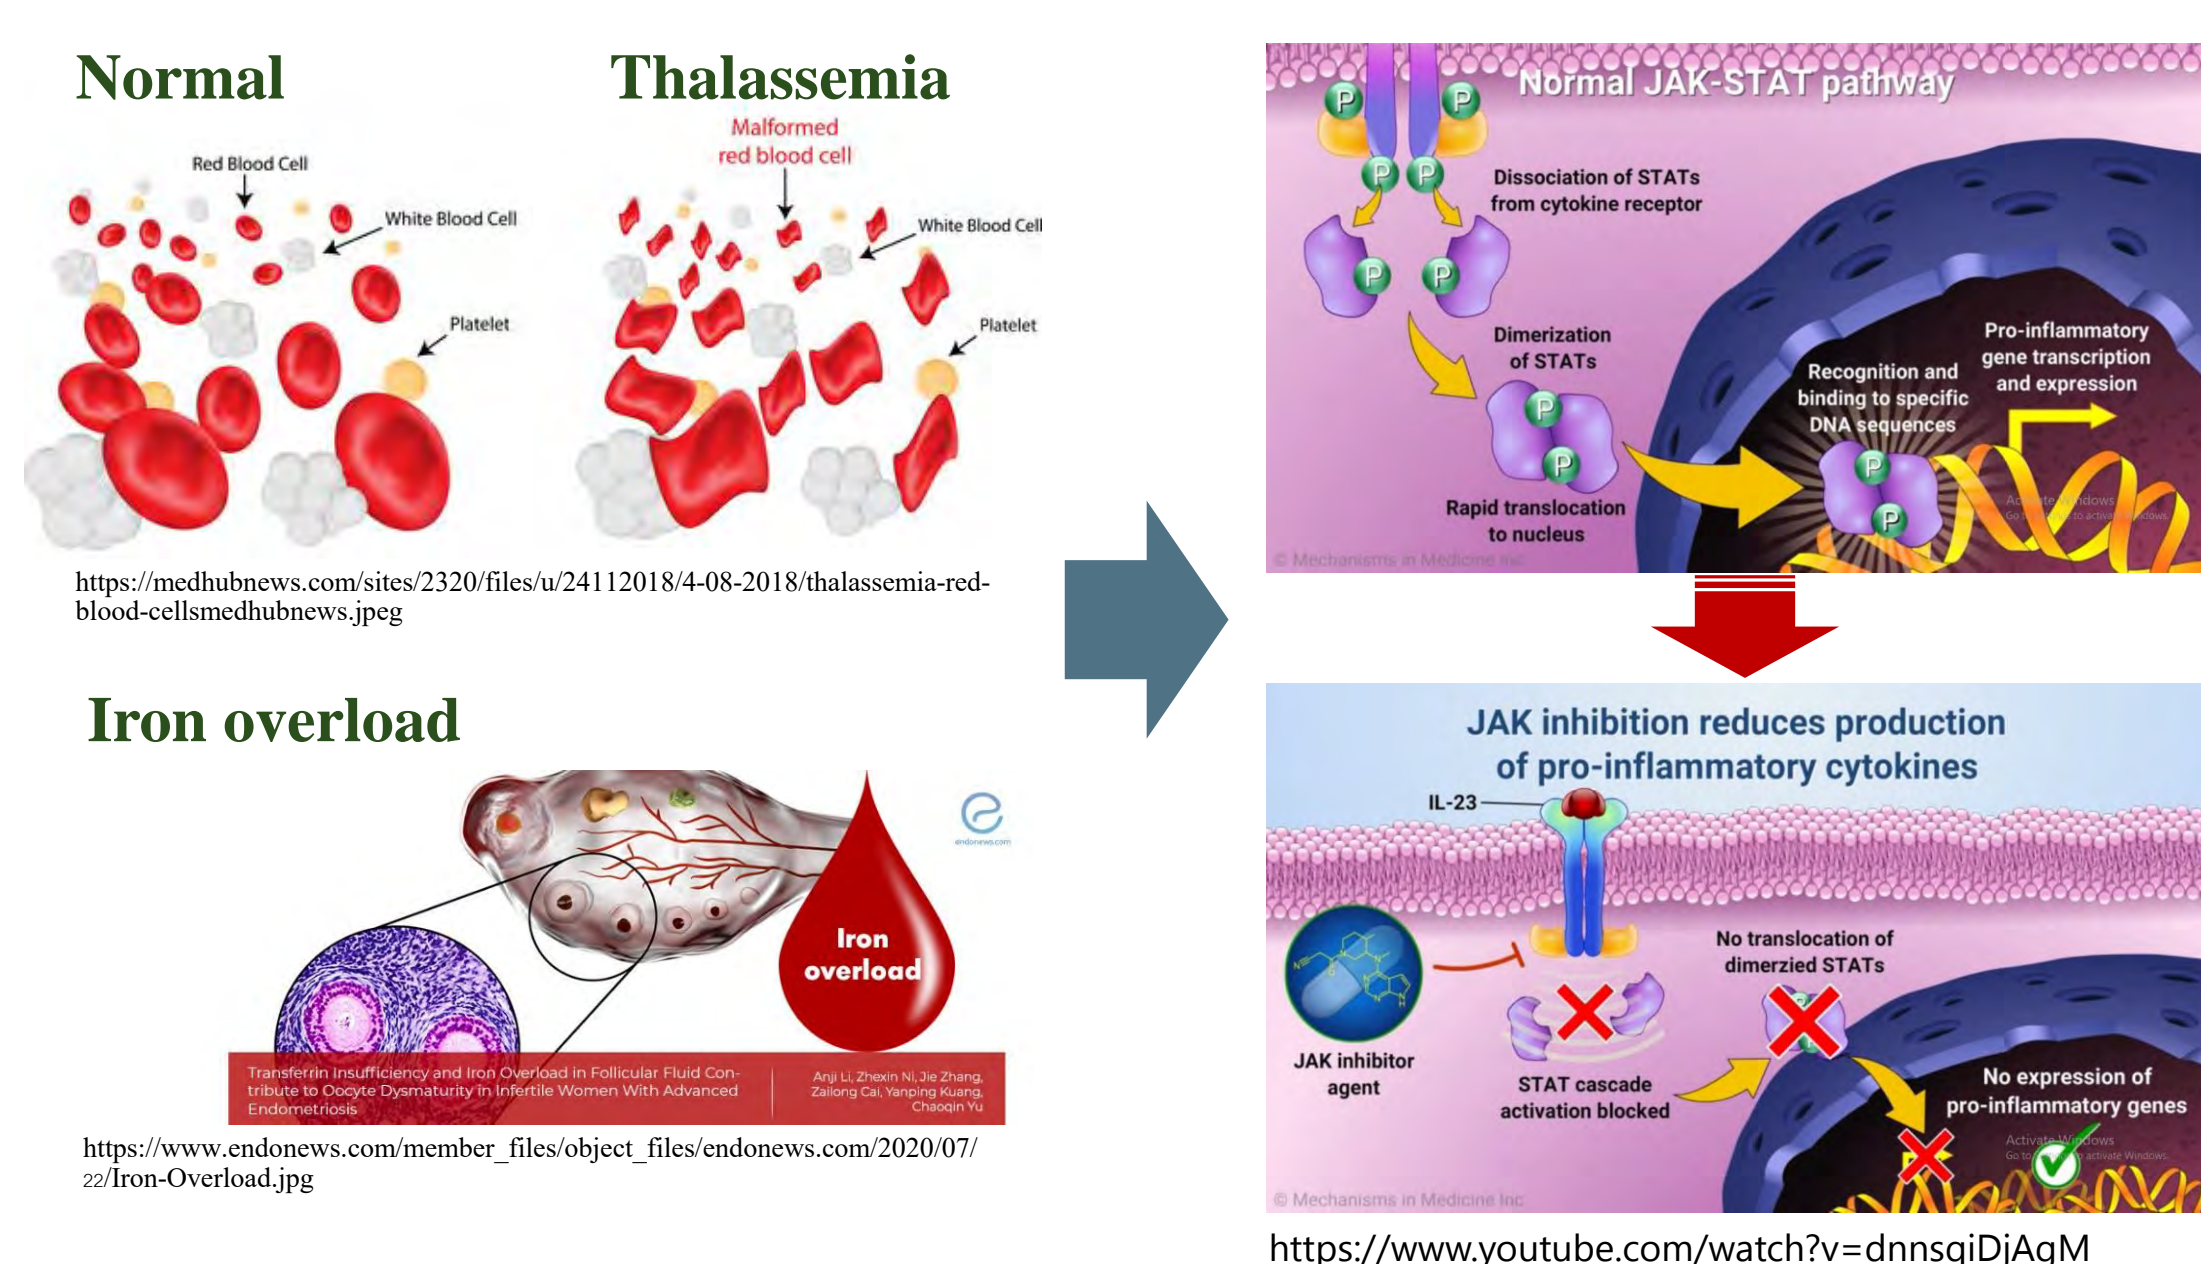 Normal
Red Blood Cell
White Blood Cell
Platelet
Thalassemia
Malformed
red blood cell
White Blood Cell
Platelet
https://medhubnews.com/sites/2320/files/u/24112018/4-08-2018/thalassemia-red-
blood-cellsmedhubnews.jpeg
Iron overload
endonews.com
Iron
overload
Transferrin Insufficiency and Iron Overload in Follicular Fluid Con-
tribute to Oocyte Dysmaturity in Infertile Women With Advanced
Endometriosis
Anji Li, Zhexin Ni, Jie Zhang,
Zailong Cai, Yanping Kuang,
Chaoqin Yu
https://www.endonews.com/member_files/object_files/endonews.com/2020/07/
22/Iron-Overload.jpg
Normal JAK-STAT pathway
P
P
P
P
Dissociation of STATs
from cytokine receptor
P
P
Dimerization
of STATs
P
P
Rapid translocation
to nucleus
Recognition and
binding to specific
DNA sequences
P
P
Pro-inflammatory
gene transcription
and expression
Activate Windows
© Mechanisms in Medicine Inc
JAK inhibition reduces production
of pro-inflammatory cytokines
IL-23
N
O
N
N
N
N
H
JAK inhibitor
agent
STAT cascade
activation blocked
No translocation of
dimerzied STATs
No expression of
pro-inflammatory genes
Activate Windows
© Mechanisms in Medicine Inc
https://www.youtube.com/watch?v=dnnsqiDjAqM